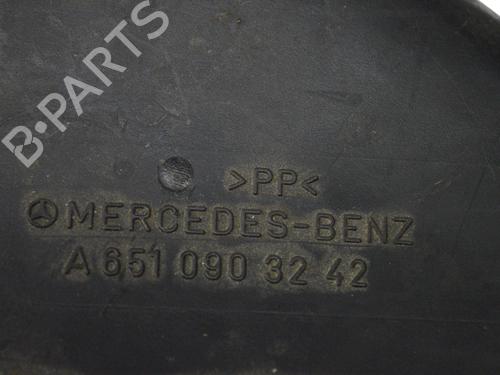 B-PARTS
>PP<
MERCEDES-BENZ
A 651 090 32 42